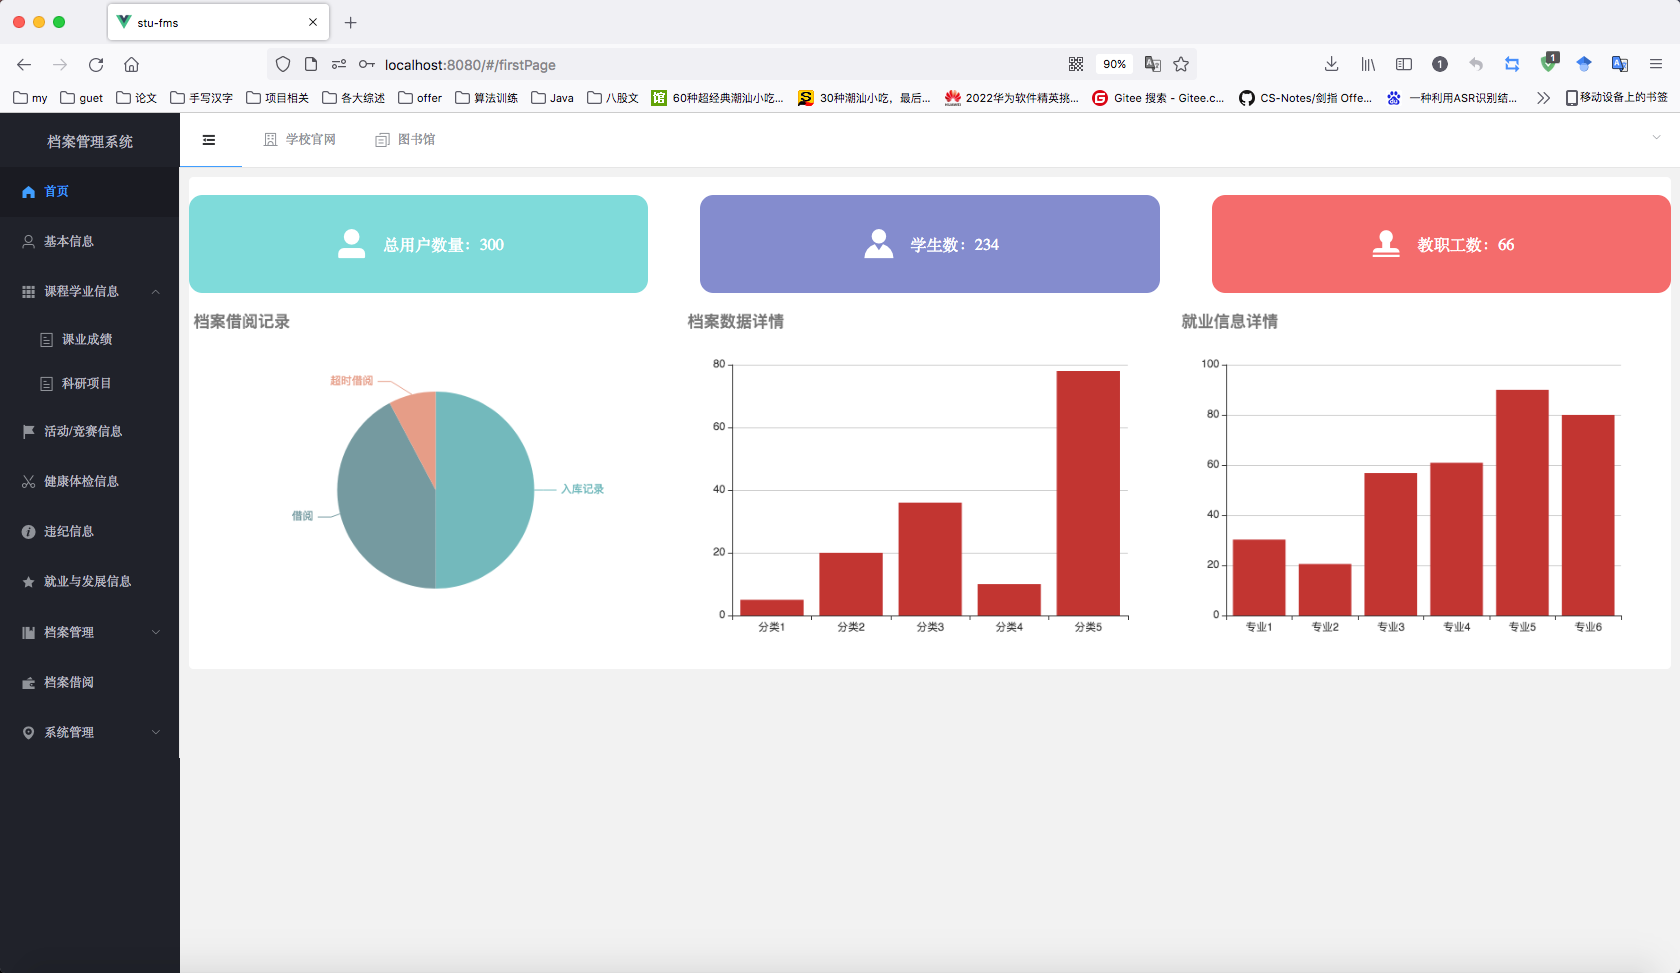 stu-fms
localhost:8080/#/firstPage
90%
1
1
my
guet
论文
手写汉字
项目相关
各大综述
offer
算法训练
Java
八股文
馆 60种超经典潮汕小吃...
30种潮汕小吃，最后...
HUAWEI 2022华为软件精英挑...
Gitee 搜索 - Gitee.c...
CS-Notes/剑指 Offe...
一种利用ASR识别结...
移动设备上的书签
档案管理系统
学校官网
图书馆
首页
基本信息
课程学业信息
课业成绩
科研项目
活动/竞赛信息
健康体检信息
违纪信息
就业与发展信息
档案管理
档案借阅
系统管理
总用户数量：300
学生数：234
教职工数：66
档案借阅记录
超时借阅
入库记录
借阅
档案数据详情
80
60
40
20
0
分类1 分类2 分类3 分类4 分类5
就业信息详情
100
80
60
40
20
0
专业1 专业2 专业3 专业4 专业5 专业6